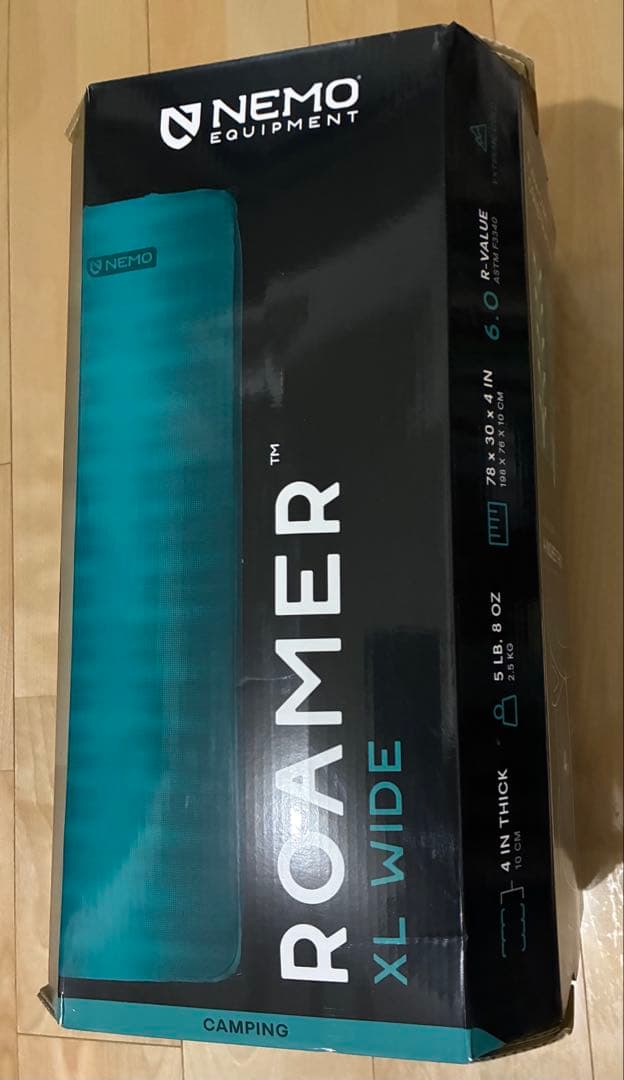 NEMO
EQUIPMENT
NEMO
ROAMER™
XL WIDE
CAMPING
4 IN THICK
10 CM
5 LB. 8 OZ
2.5 KG
78 x 30 x 4 IN
198 X 76 X 10 CM
6.0 R-VALUE
ASTM F3340